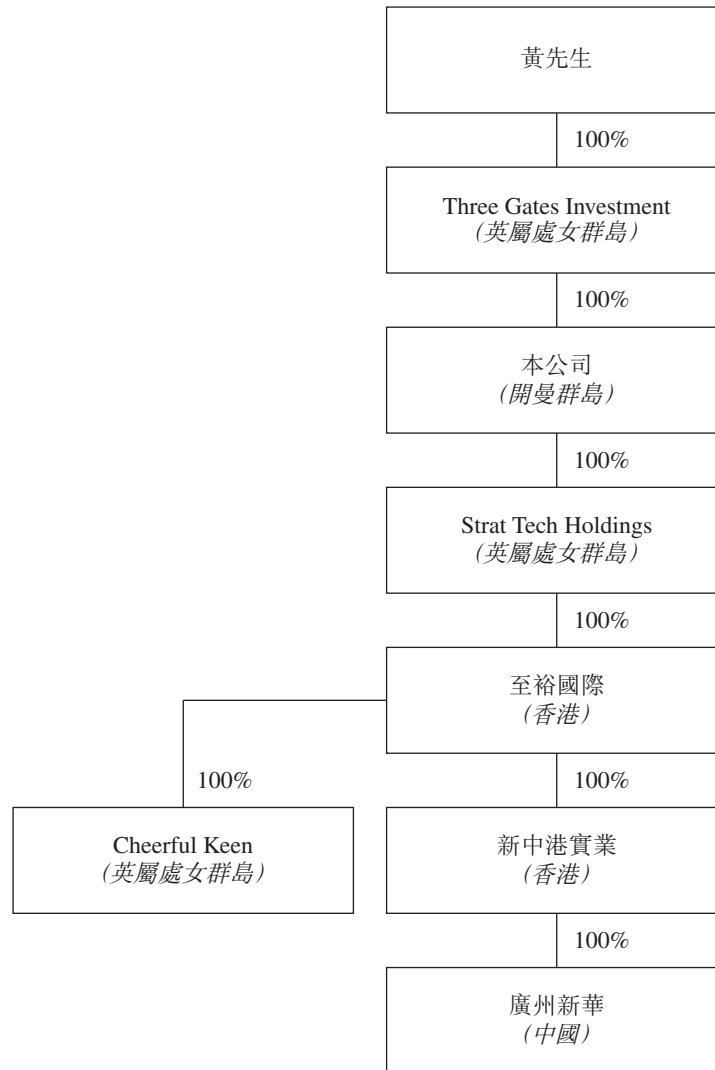 黃先生
100%
Three Gates Investment
（英屬處女群島）
100%
本公司
（開曼群島）
100%
Strat Tech Holdings
（英屬處女群島）
100%
至裕國際
（香港）
100%
100%
Cheerful Keen
（英屬處女群島）
新中港實業
（香港）
100%
廣州新華
（中國）